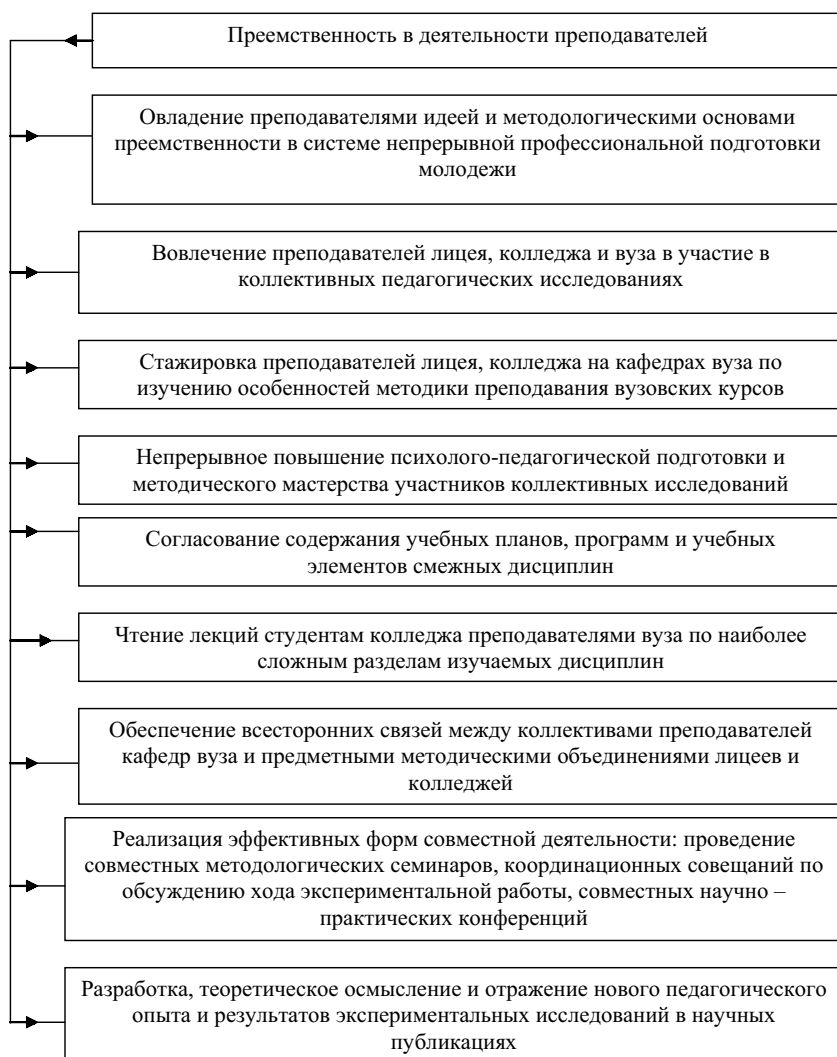 Преемственность в деятельности преподавателей
Овладение преподавателями идеей и методологическими основами
преемственности в системе непрерывной профессиональной подготовки
молодежи
Вовлечение преподавателей лицея, колледжа и вуза в участие в
коллективных педагогических исследованиях
Стажировка преподавателей лицея, колледжа на кафедрах вуза по
изучению особенностей методики преподавания вузовских курсов
Непрерывное повышение психолого-педагогической подготовки и
методического мастерства участников коллективных исследований
Согласование содержания учебных планов, программ и учебных
элементов смежных дисциплин
Чтение лекций студентам колледжа преподавателями вуза по наиболее
сложным разделам изучаемых дисциплин
Обеспечение всесторонних связей между коллективами преподавателей
кафедр вуза и предметными методическими объединениями лицеев и
колледжей
Реализация эффективных форм совместной деятельности: проведение
совместных методологических семинаров, координационных совещаний по
обсуждению хода экспериментальной работы, совместных научно –
практических конференций
Разработка, теоретическое осмысление и отражение нового педагогического
опыта и результатов экспериментальных исследований в научных
публикациях